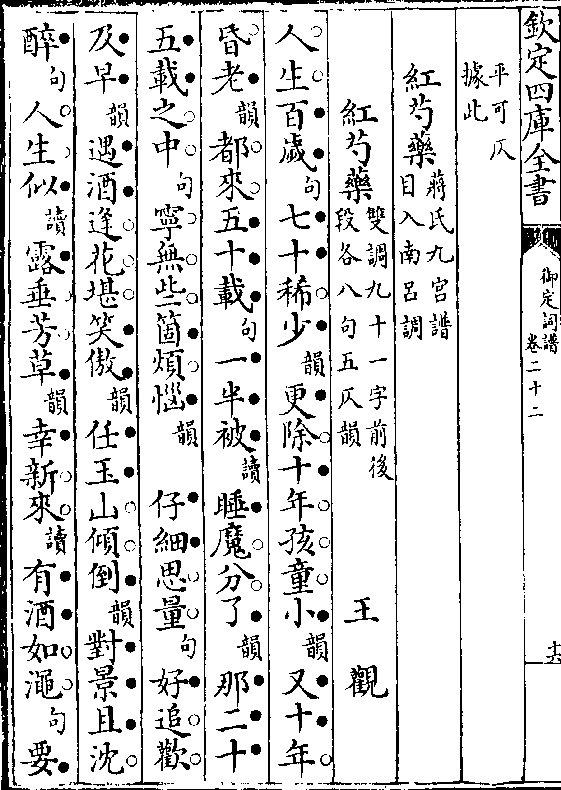 欽定四庫全書
御定詞譜
卷二十二
十六
平可仄
據此
紅芍藥蔣氏九宮譜
目入南呂調
紅芍藥雙調九十一字前後
段各八句五仄韻
王觀
人生百歲句七十稀少韻更除十年孩童小韻又十年
昏老韻都來五十載句一半被讀睡魔分了韻那二十
五載之中句寧無些箇煩惱韻 仔細思量句好追歡
及早韻遇酒逢花堪笑傲韻任玉山傾倒韻對景且沈
醉句人生似讀露垂芳草韻幸新來讀有酒如澠句要